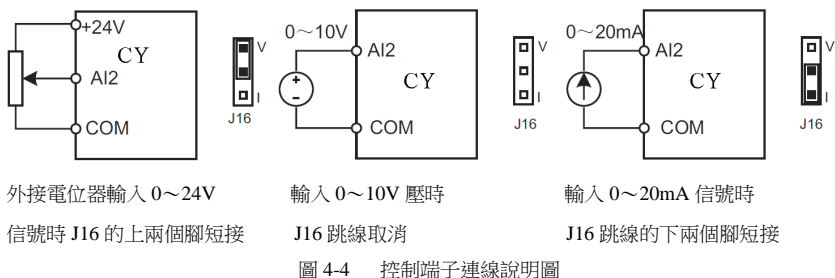 +24V
CY
AI2
COM
V
I
J16
0～10V
AI2
CY
COM
V
I
J16
0～20mA
AI2
CY
COM
V
I
J16
外接電位器輸入 0～24V
信號時 J16 的上兩個腳短接
輸入 0～10V 壓時
J16 跳線取消
輸入 0～20mA 信號時
J16 跳線的下兩個腳短接
圖 4-4 控制端子連線說明圖